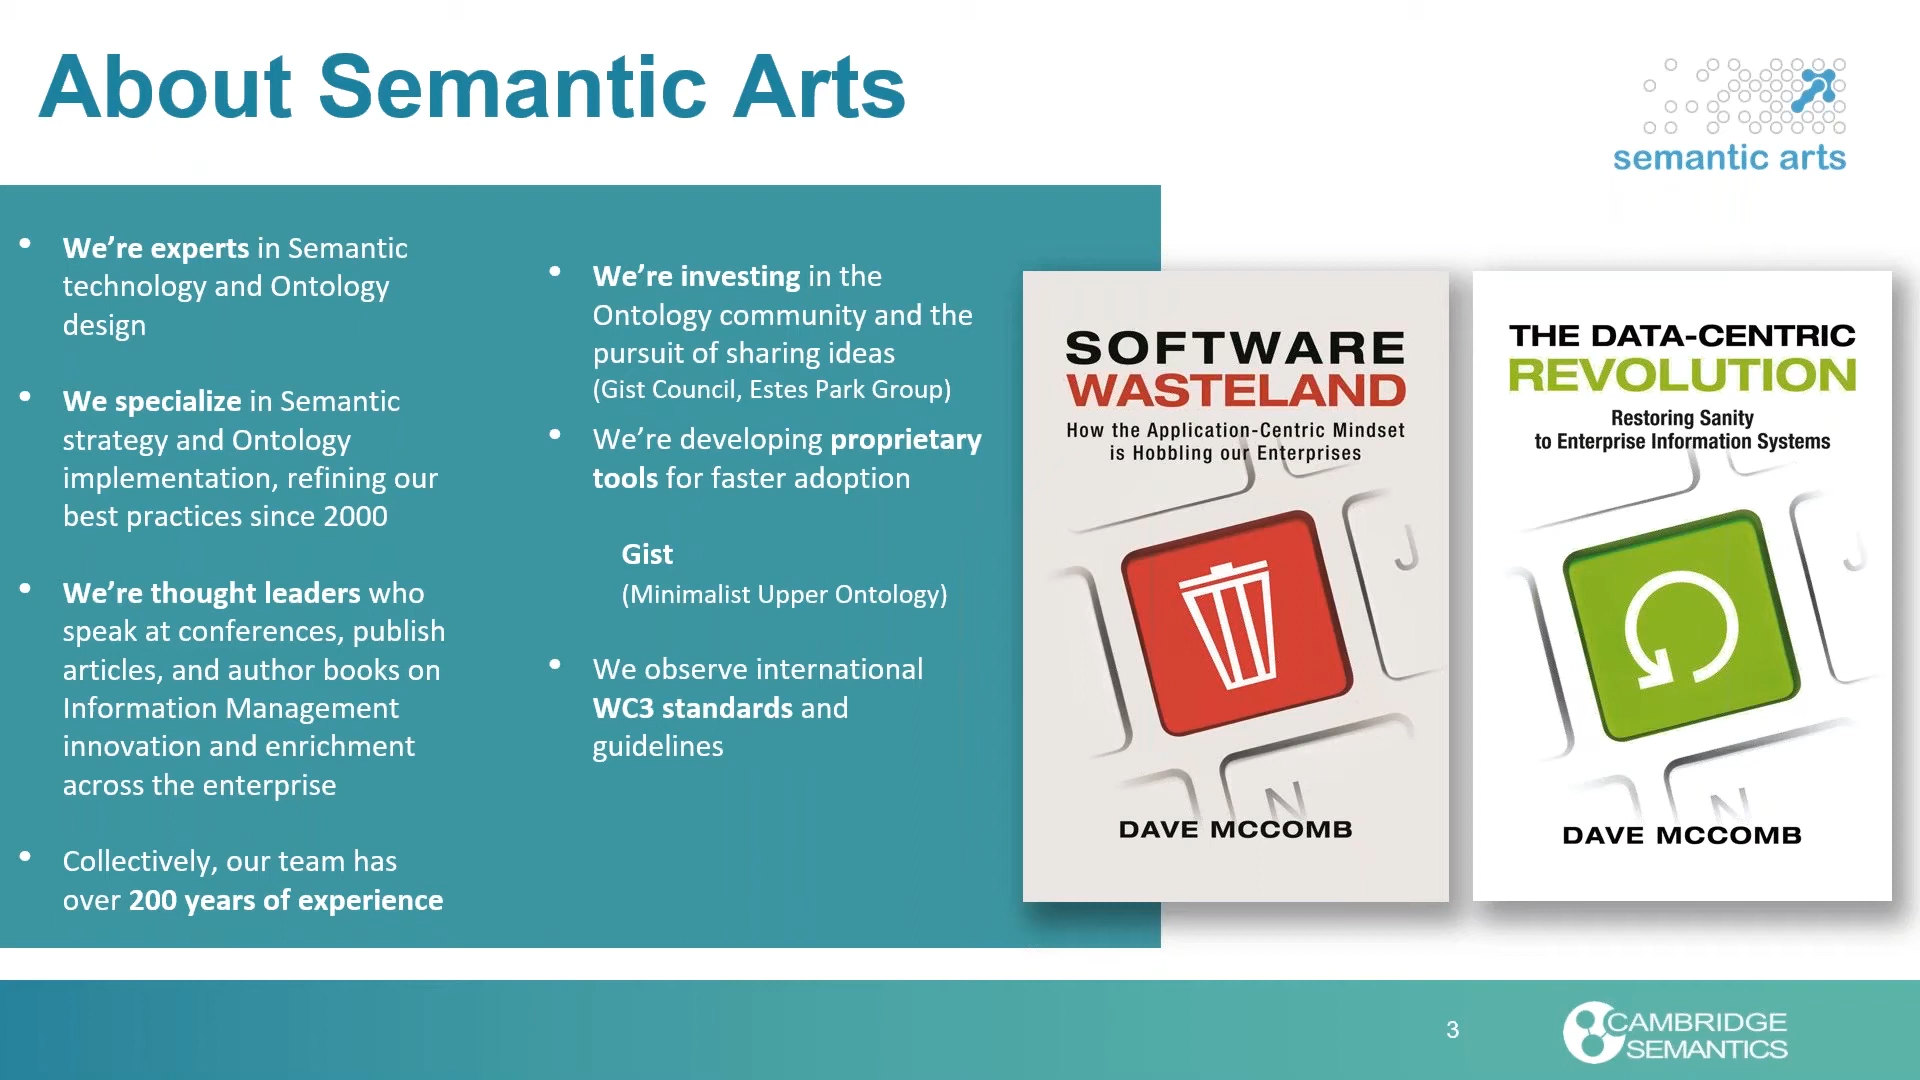 About Semantic Arts
semantic arts
• We’re experts in Semantic
technology and Ontology
design
• We specialize in Semantic
strategy and Ontology
implementation, refining our
best practices since 2000
• We’re thought leaders who
speak at conferences, publish
articles, and author books on
Information Management
innovation and enrichment
across the enterprise
• Collectively, our team has
over 200 years of experience
• We’re investing in the
Ontology community and the
pursuit of sharing ideas
(Gist Council, Estes Park Group)
• We’re developing proprietary
tools for faster adoption
Gist
(Minimalist Upper Ontology)
• We observe international
WC3 standards and
guidelines
SOFTWARE
WASTELAND
How the Application-Centric Mindset
is Hobbling our Enterprises
J
N
DAVE MCCOMB
THE DATA-CENTRIC
REVOLUTION
Restoring Sanity
to Enterprise Information Systems
J
N
DAVE MCCOMB
3
CAMBRIDGE
SEMANTICS